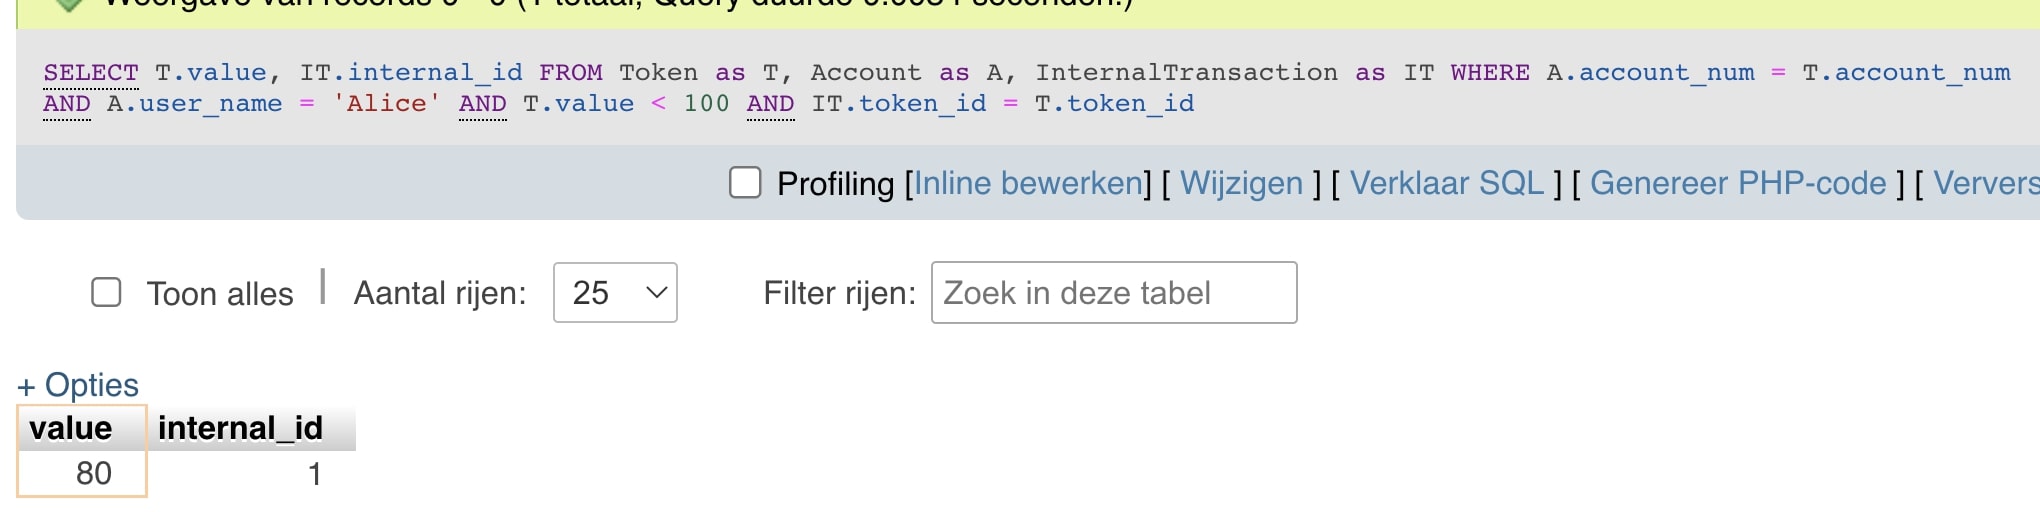 SELECT T.value, IT.internal_id FROM Token as T, Account as A, InternalTransaction as IT WHERE A.account_num = T.account_num
AND A.user_name = 'Alice' AND T.value < 100 AND IT.token_id = T.token_id
Profiling [Inline bewerken] [ Wijzigen ] [ Verklaar SQL ] [ Genereer PHP-code ] [
Toon alles | Aantal rijen: 25 Filter rijen: Zoek in deze tabel
+ Opties
value internal_id
80 1